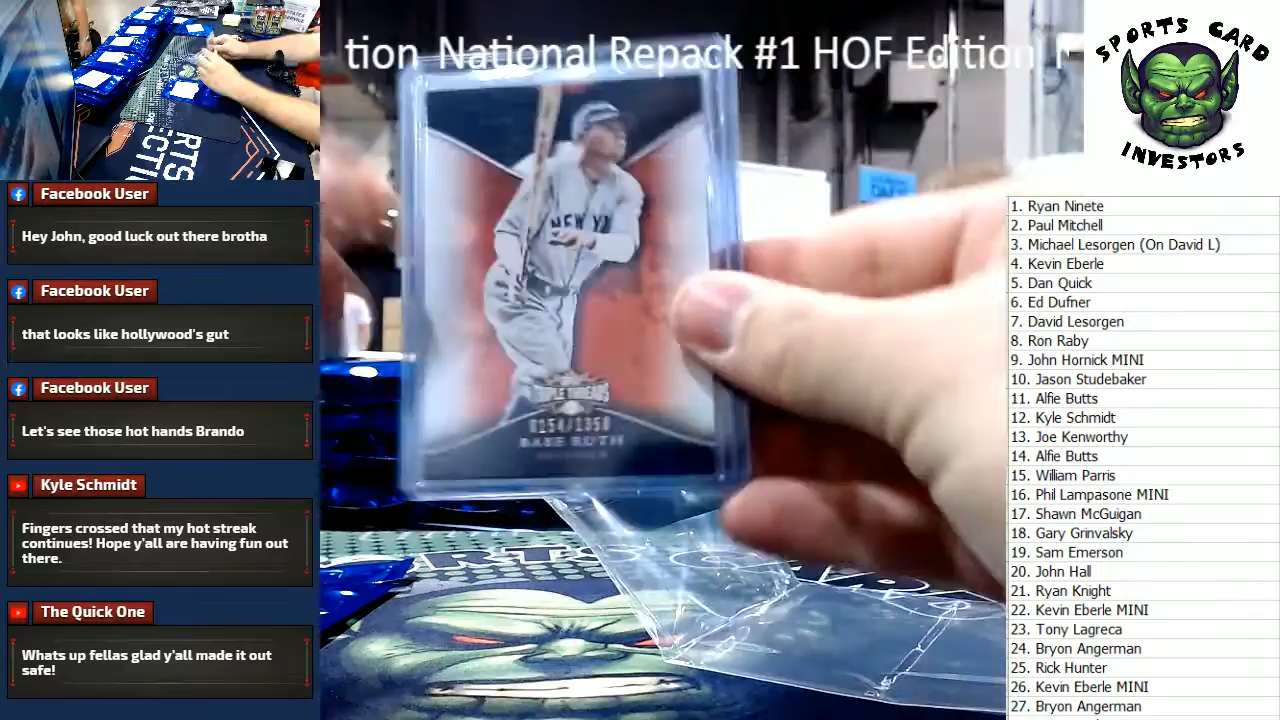 tion National Repack #1 HOF Edition
SPORTS CARD
INVESTORS
Facebook User
Hey John, good luck out there brotha
Facebook User
that looks like hollywood's gut
Facebook User
Let's see those hot hands Brando
Kyle Schmidt
Fingers crossed that my hot streak
continues! Hope y'all are having fun out
there.
The Quick One
Whats up fellas glad y'all made it out
safe!
NEW YO
TRIPLE THREADS
0154/1350
BABE RUTH
1. Ryan Ninete
2. Paul Mitchell
3. Michael Lesorgen (On David L)
4. Kevin Eberle
5. Dan Quick
6. Ed Dufner
7. David Lesorgen
8. Ron Raby
9. John Hornick MINI
10. Jason Studebaker
11. Alfie Butts
12. Kyle Schmidt
13. Joe Kenworthy
14. Alfie Butts
15. William Parris
16. Phil Lampasone MINI
17. Shawn McGuigan
18. Gary Grinvalsky
19. Sam Emerson
20. John Hall
21. Ryan Knight
22. Kevin Eberle MINI
23. Tony Lagreca
24. Bryon Angerman
25. Rick Hunter
26. Kevin Eberle MINI
27. Bryon Angerman